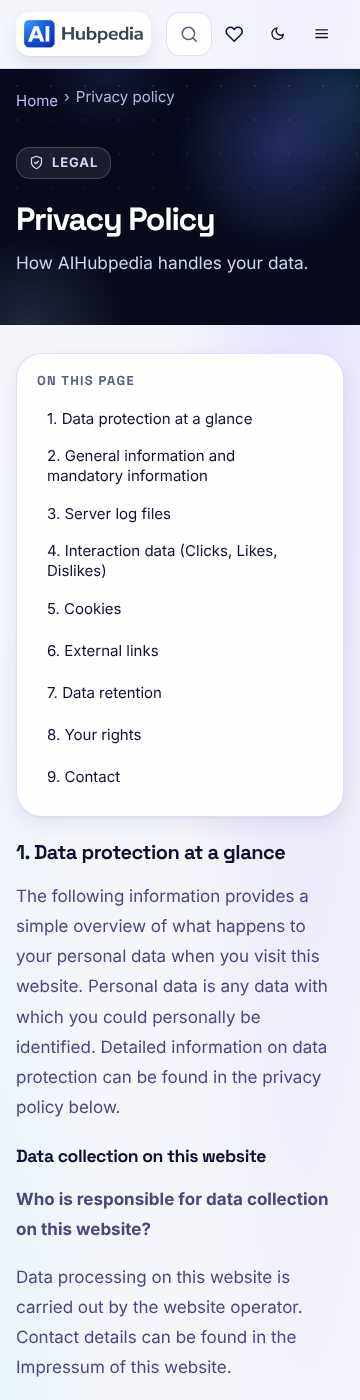 AI Hubpedia
Home › Privacy policy
LEGAL
Privacy Policy
How AIHubpedia handles your data.
ON THIS PAGE
1. Data protection at a glance
2. General information and
mandatory information
3. Server log files
4. Interaction data (Clicks, Likes,
Dislikes)
5. Cookies
6. External links
7. Data retention
8. Your rights
9. Contact
1. Data protection at a glance
The following information provides a
simple overview of what happens to
your personal data when you visit this
website. Personal data is any data with
which you could personally be
identified. Detailed information on data
protection can be found in the privacy
policy below.
Data collection on this website
Who is responsible for data collection
on this website?
Data processing on this website is
carried out by the website operator.
Contact details can be found in the
Impressum of this website.